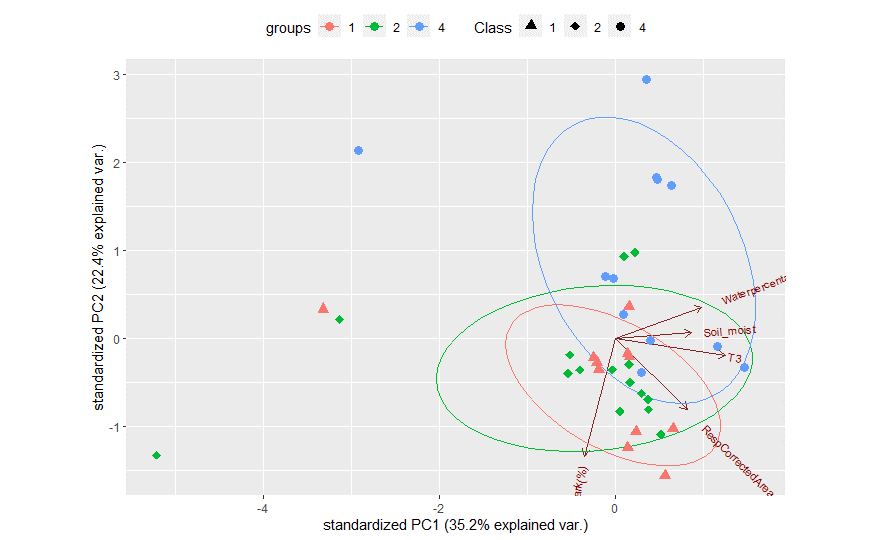 groups 1 2 4 Class 1 2 4
3
2
1
0
-1
standardized PC2 (22.4% explained var.)
Waterpercenta
Soil_moist
T3
RespCorrectedArea
-4 -2 0
standardized PC1 (35.2% explained var.)